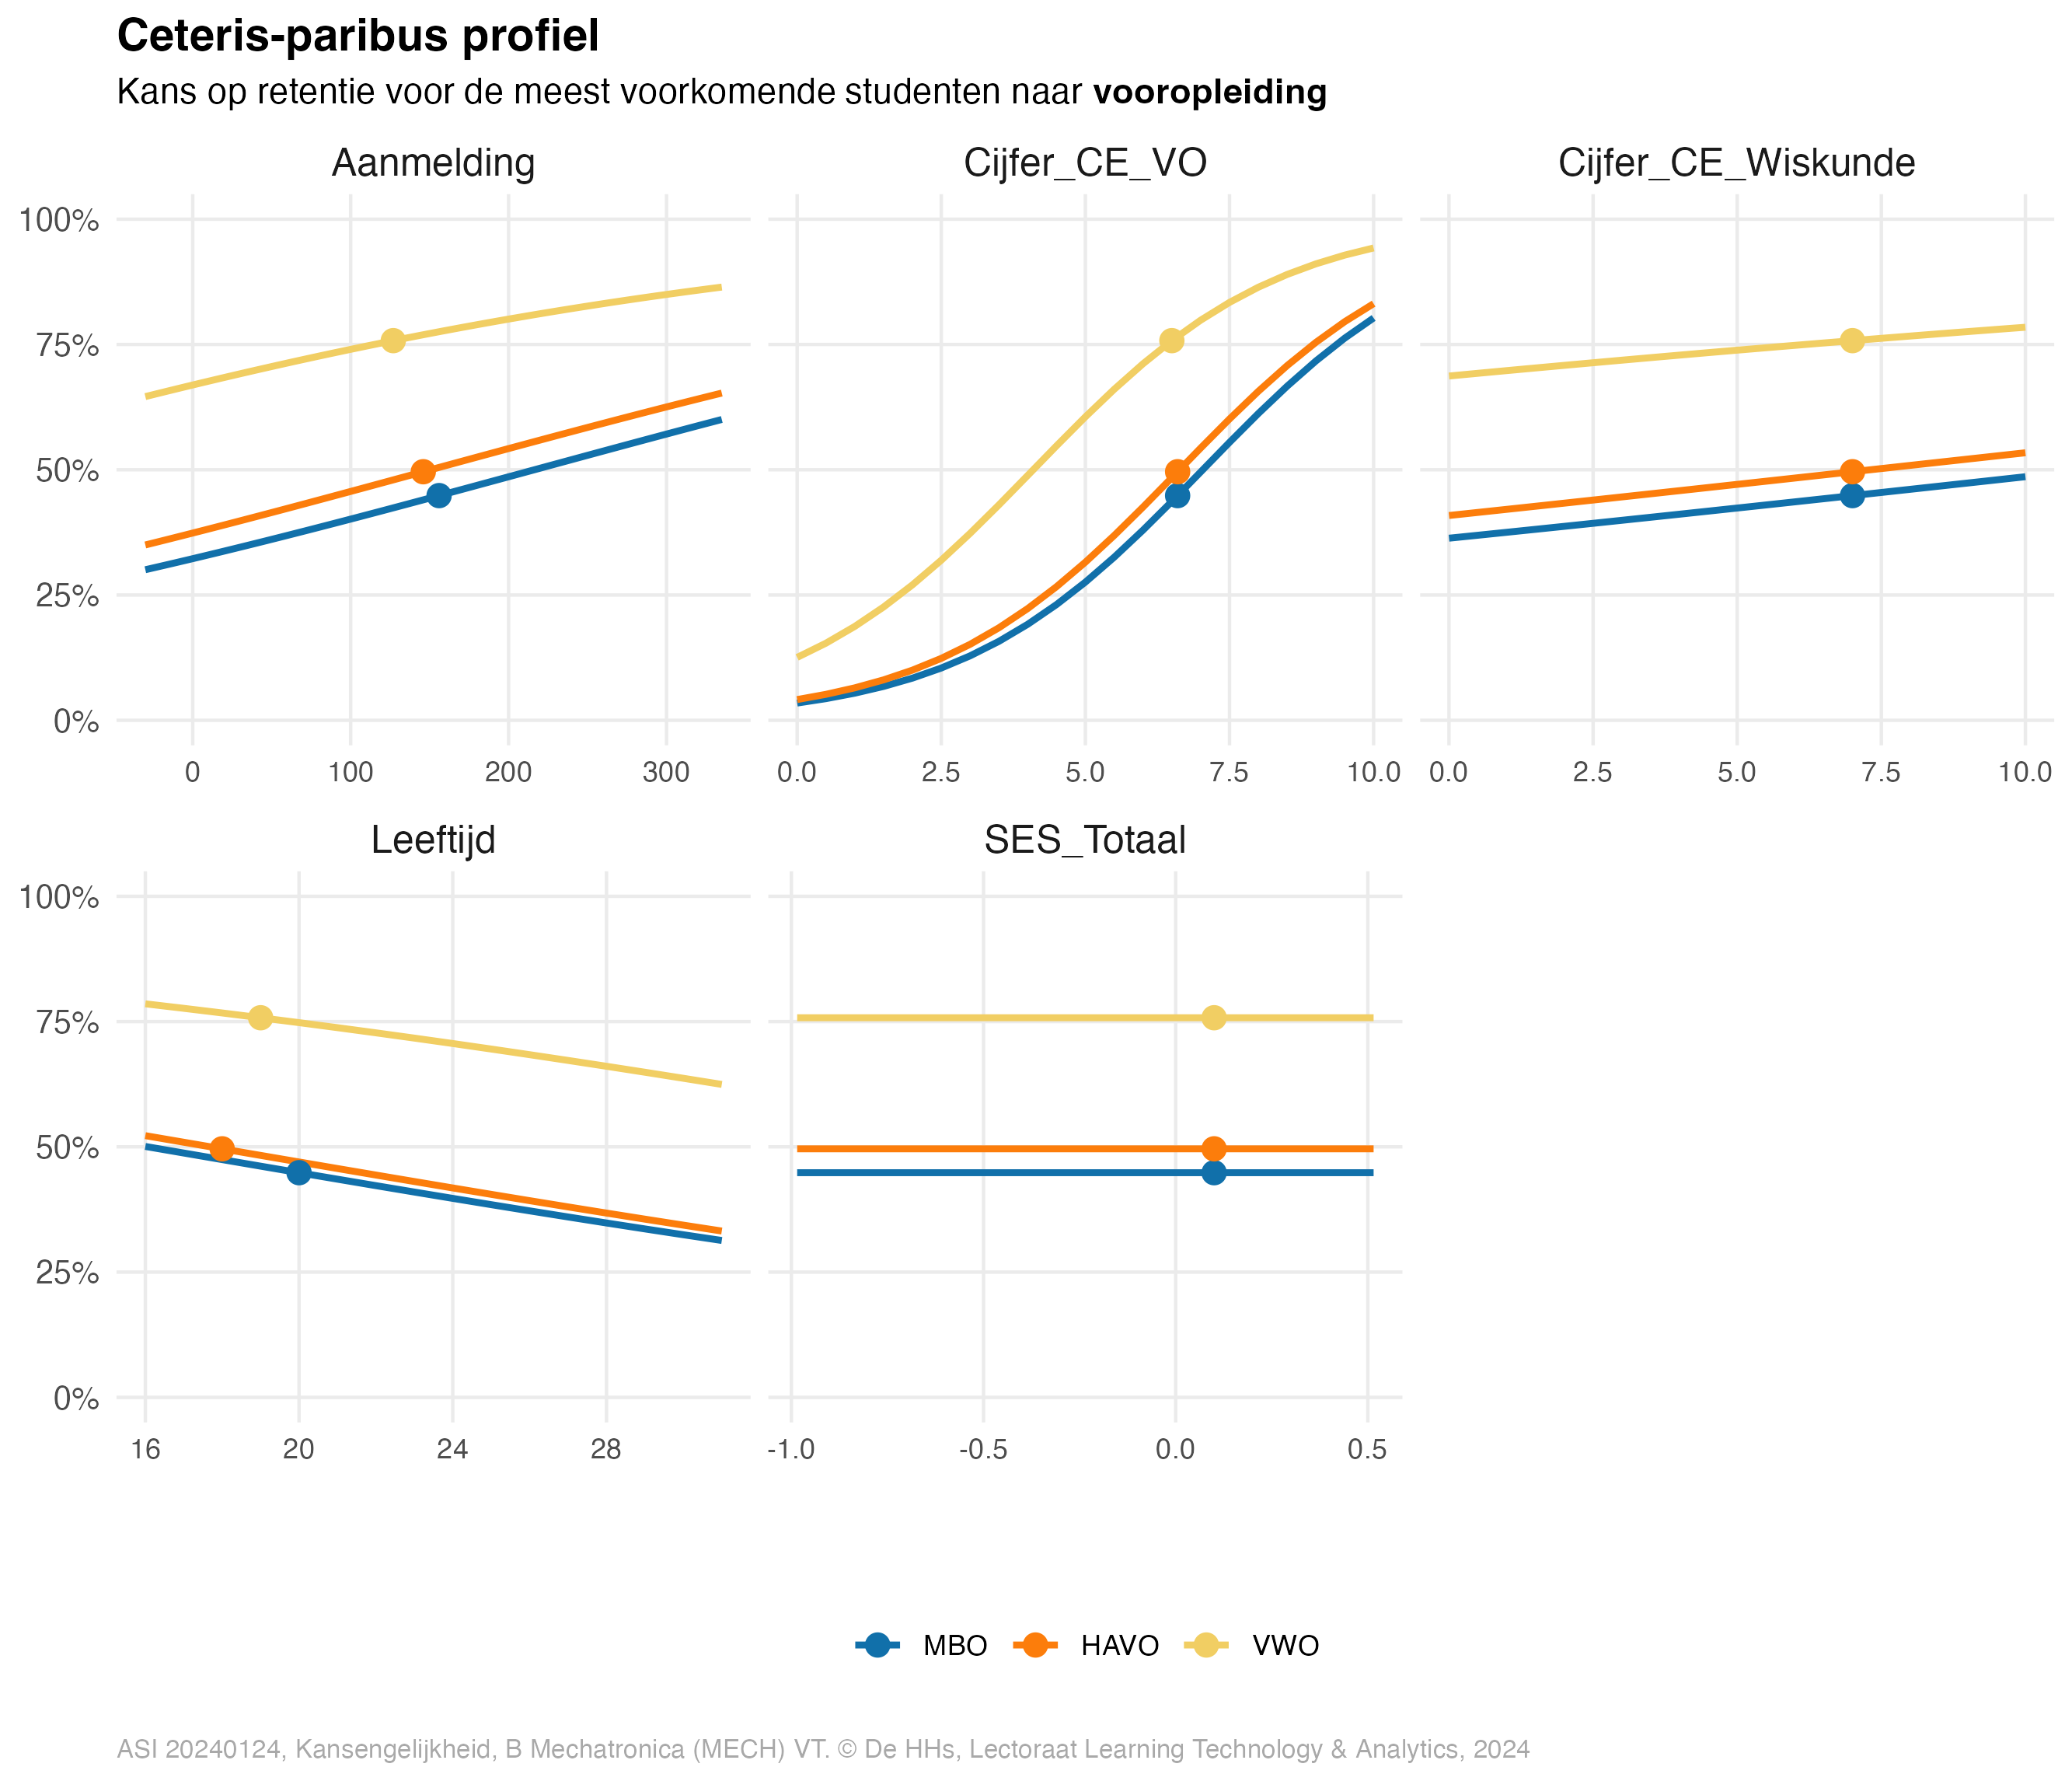 Ceteris-paribus profiel
Kans op retentie voor de meest voorkomende studenten naar vooropleiding
Aanmelding
Cijfer_CE_VO
Cijfer_CE_Wiskunde
100%
75%
50%
25%
0%
0 100 200 300
0.0 2.5 5.0 7.5 10.0
0.0 2.5 5.0 7.5 10.0
Leeftijd
SES_Totaal
100%
75%
50%
25%
0%
16 20 24 28
-1.0 -0.5 0.0 0.5
MBO HAVO VWO
ASI 20240124, Kansengelijkheid, B Mechatronica (MECH) VT. © De HHs, Lectoraat Learning Technology & Analytics, 2024